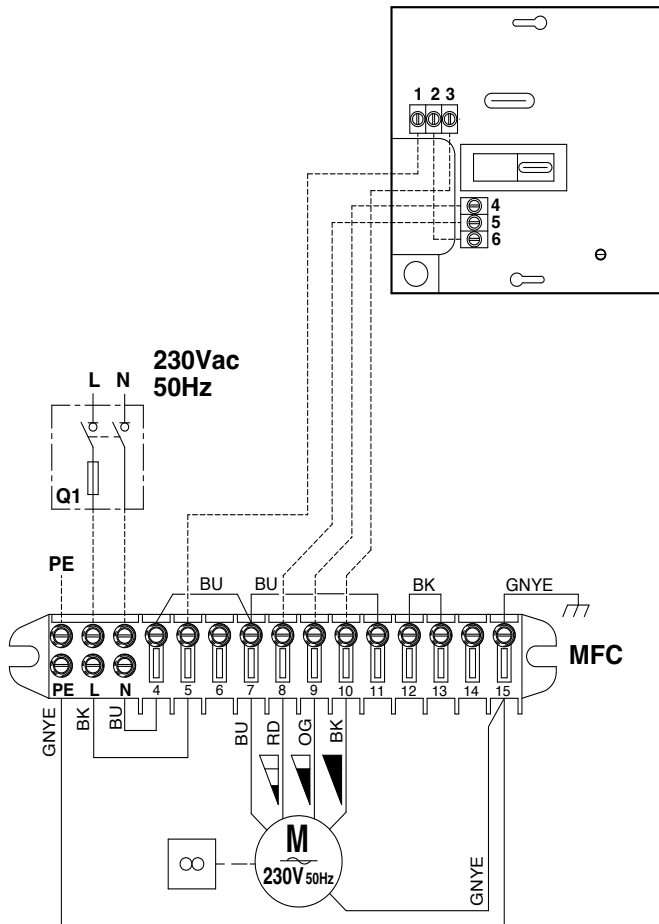 1 2 3
4
5
6
230Vac
L N 50Hz
Q1
PE
BU BU BK GNYE
MFC
PE L N 4 5 6 7 8 9 10 11 12 13 14 15
GNYE BK BU BU RD OG BK
M
230V 50Hz
8
GNYE